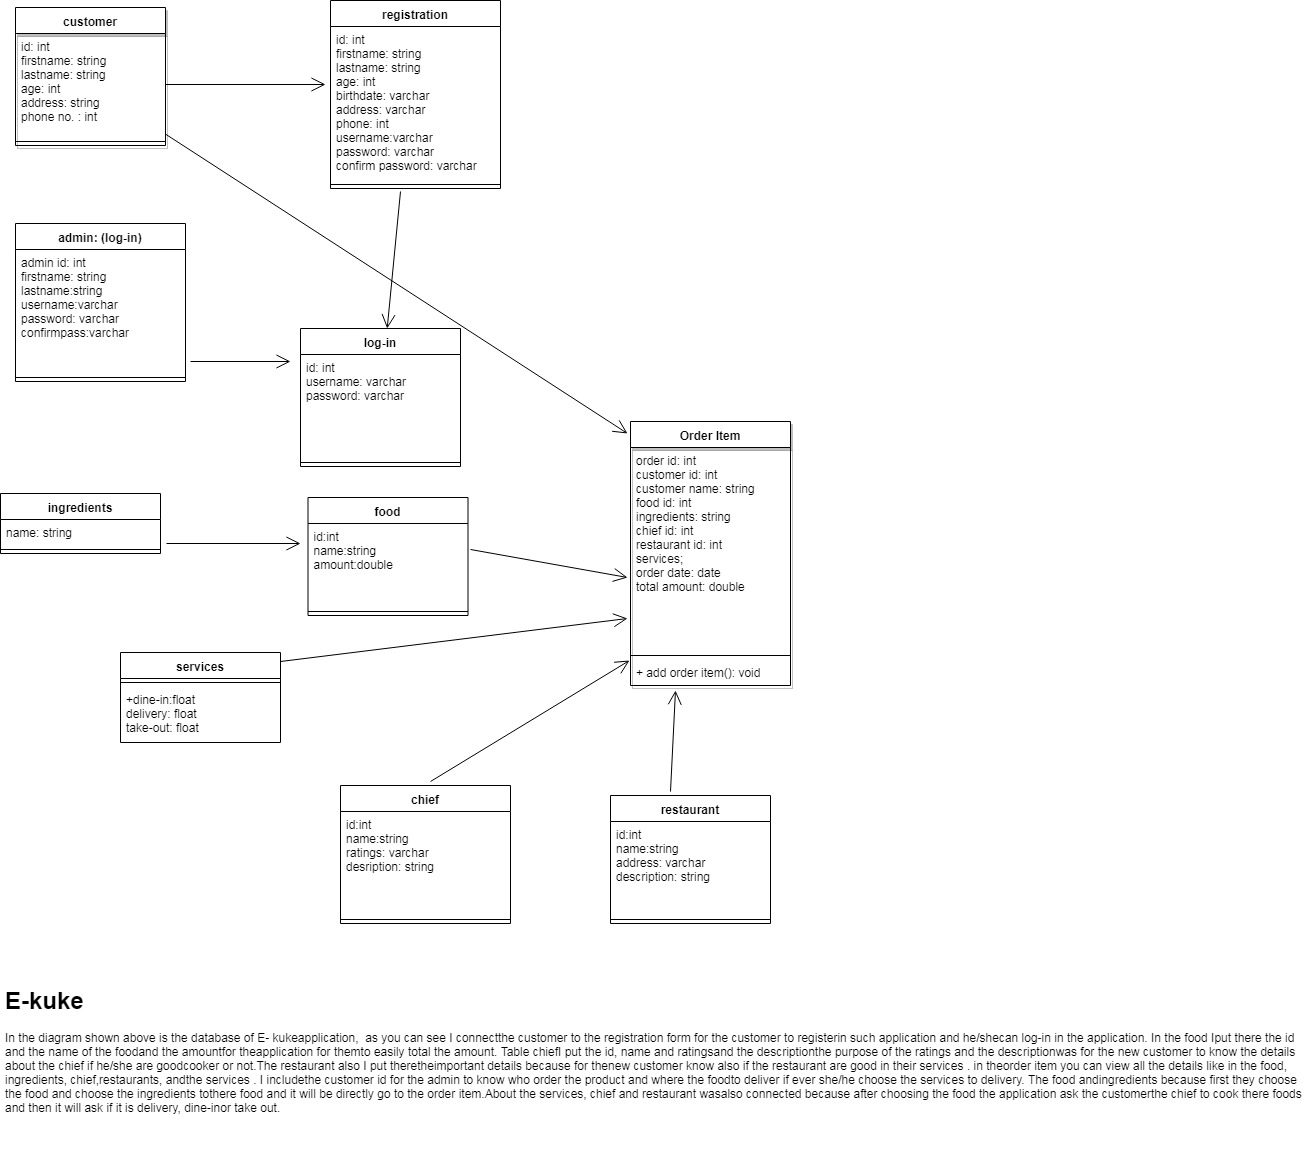 customer
id: int
firstname: string
lastname: string
age: int
address: string
phone no. : int
registration
id: int
firstname: string
lastname: string
age: int
birthdate: varchar
address: varchar
phone: int
username:varchar
password: varchar
confirm password: varchar
admin: (log-in)
admin id: int
firstname: string
lastname:string
username:varchar
password: varchar
confirmpass:varchar
log-in
id: int
username: varchar
password: varchar
Order Item
order id: int
customer id: int
customer name: string
food id: int
ingredients: string
chief id: int
restaurant id: int
services;
order date: date
total amount: double
+ add order item(): void
ingredients
name: string
food
id:int
name:string
amount:double
services
+dine-in:float
delivery: float
take-out: float
chief
id:int
name:string
ratings: varchar
desription: string
restaurant
id:int
name:string
address: varchar
description: string
E-kuke
In the diagram shown above is the database of E- kukeapplication,  as you can see I connectthe customer to the registration form for the customer to registerin such application and he/shecan log-in in the application. In the food Iput there the id
and the name of the foodand the amountfor theapplication for themto easily total the amount. Table chiefI put the id, name and ratingsand the descriptionthe purpose of the ratings and the descriptionwas for the new customer to know the details
about the chief if he/she are goodcooker or not.The restaurant also I put theretheimportant details because for thenew customer know also if the restaurant are good in their services . in theorder item you can view all the details like in the food,
ingredients, chief,restaurants, andthe services . I includethe customer id for the admin to know who order the product and where the foodto deliver if ever she/he choose the services to delivery. The food andingredients because first they choose
the food and choose the ingredients tothere food and it will be directly go to the order item.About the services, chief and restaurant wasalso connected because after choosing the food the application ask the customerthe chief to cook there foods
and then it will ask if it is delivery, dine-inor take out.